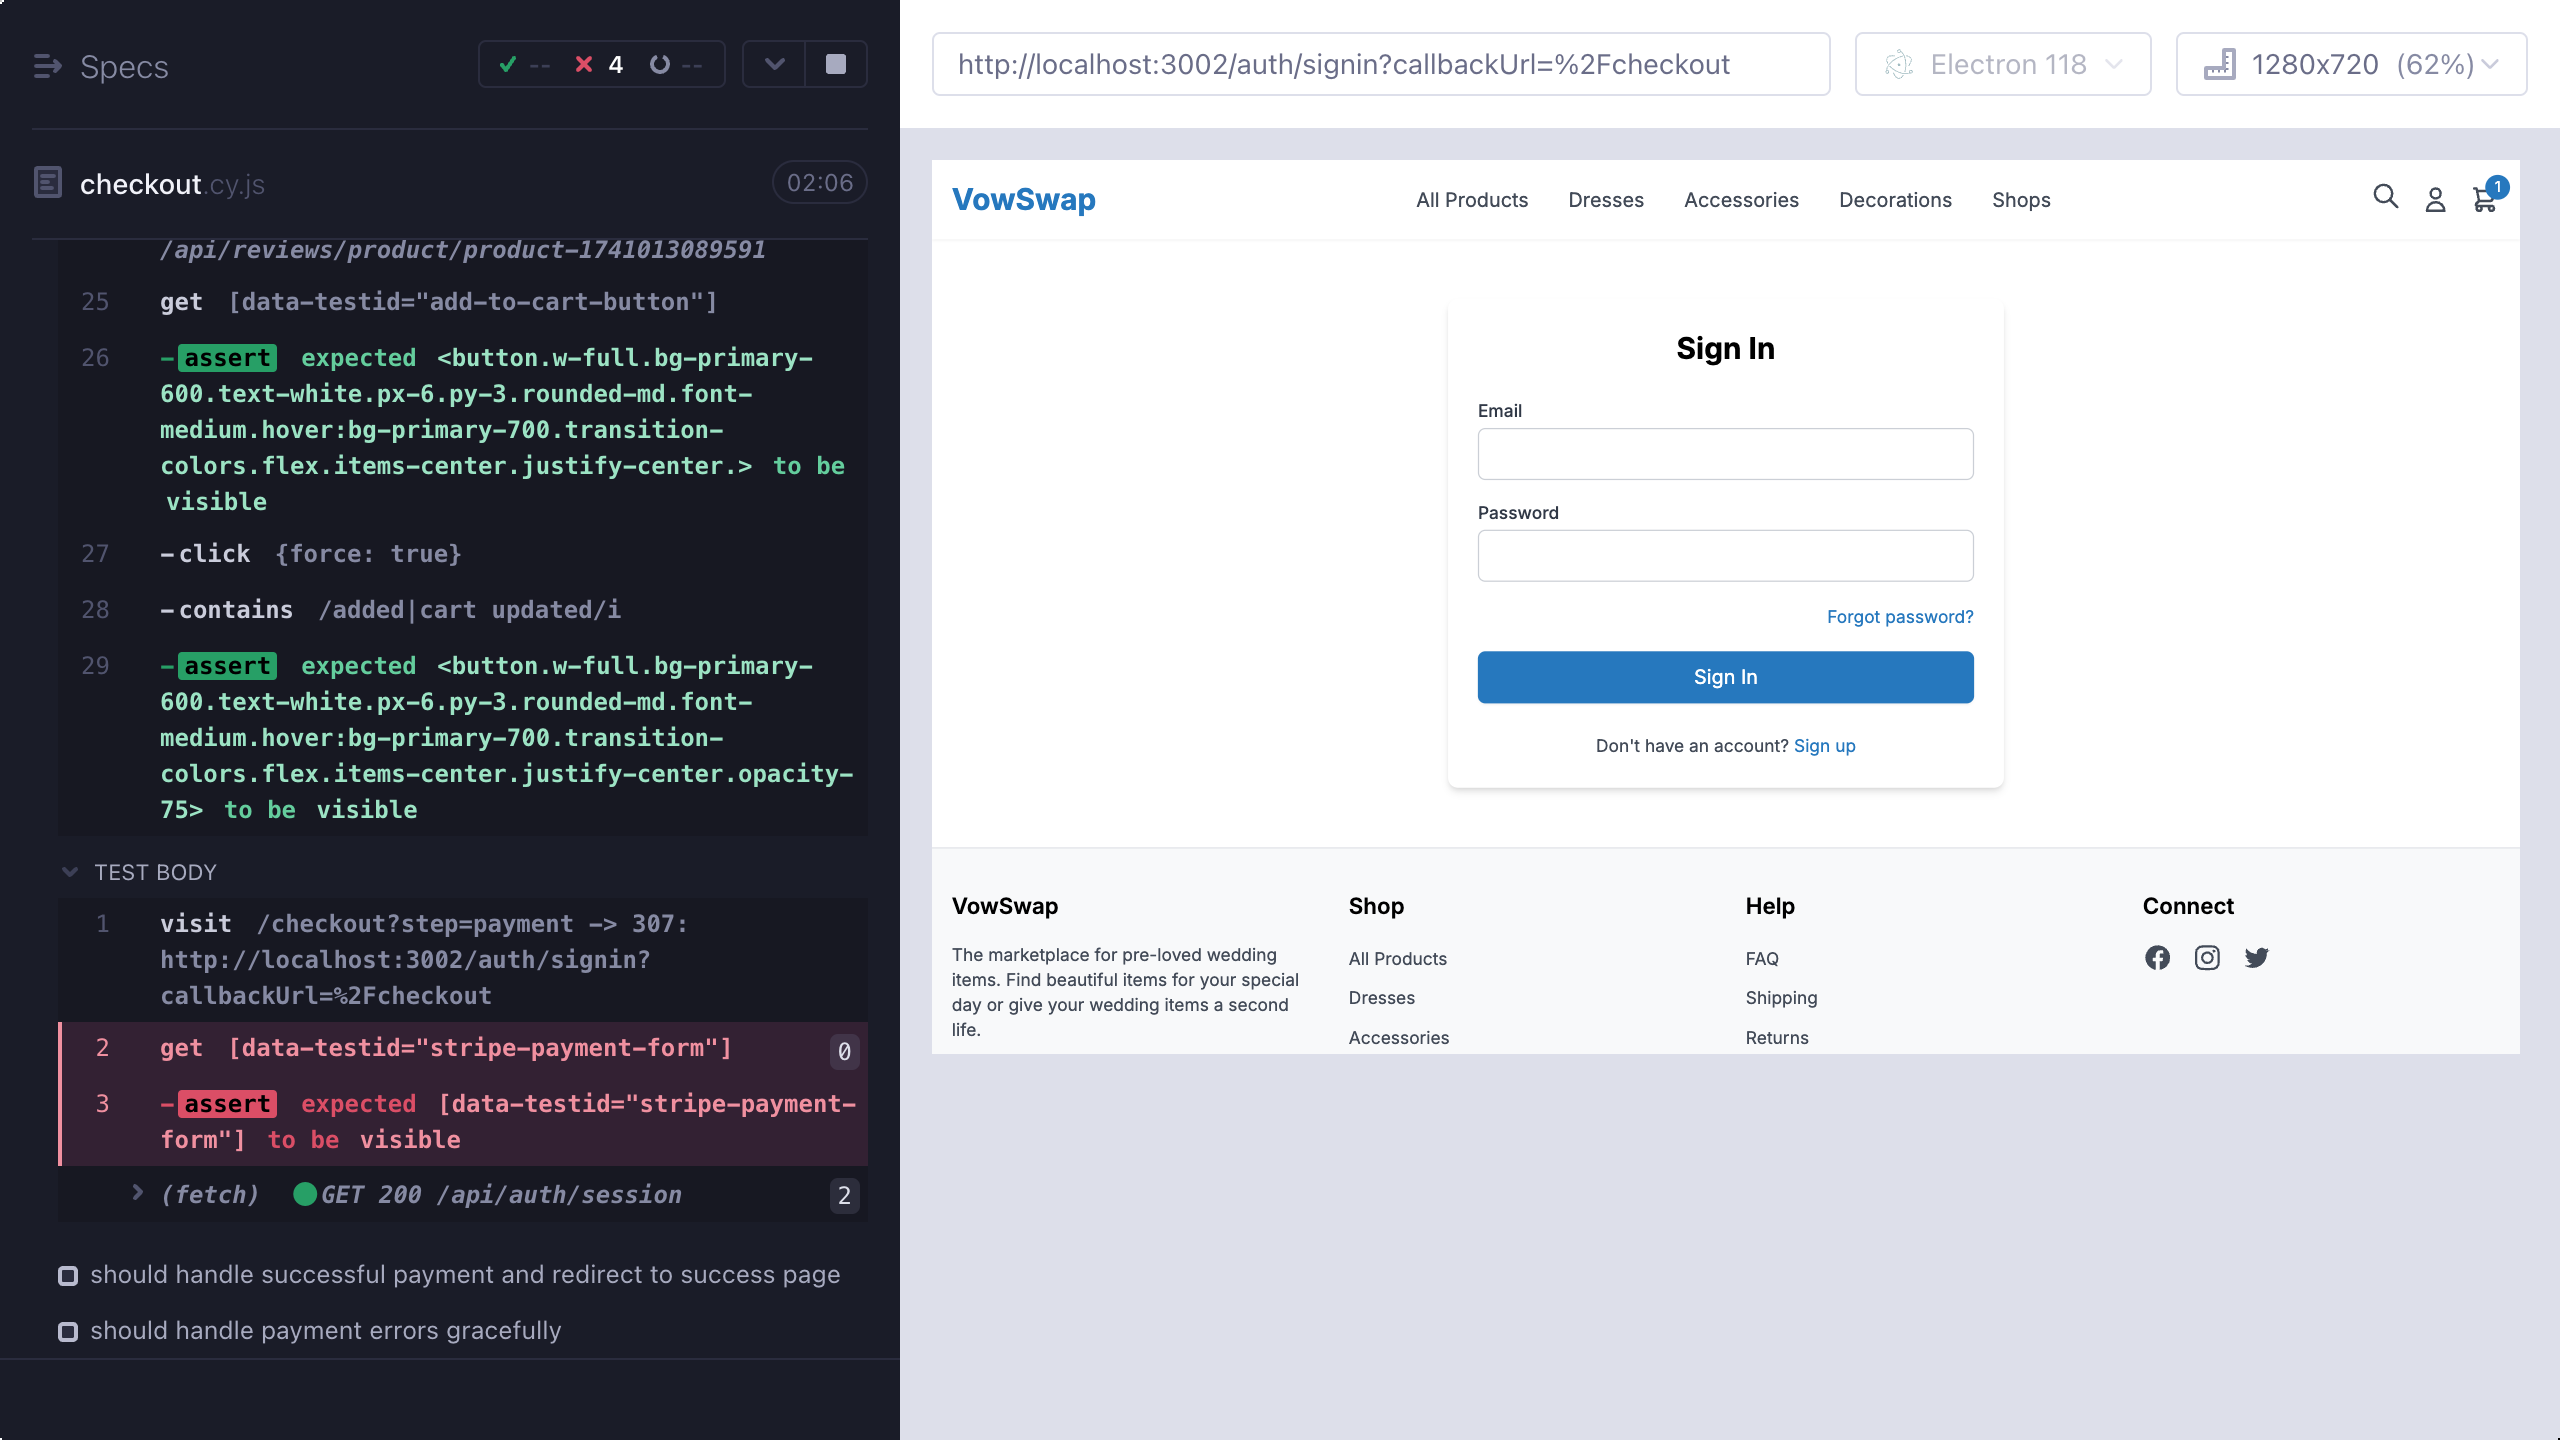 Specs
-- 4 --
checkout.cy.js
02:06
/api/reviews/product/product-1741013089591
25 get [data-testid="add-to-cart-button"]
26 -assert expected <button.w-full.bg-primary-
600.text-white.px-6.py-3.rounded-md.font-
medium.hover:bg-primary-700.transition-
colors.flex.items-center.justify-center.> to be
visible
27 -click {force: true}
28 -contains /added|cart updated/i
29 -assert expected <button.w-full.bg-primary-
600.text-white.px-6.py-3.rounded-md.font-
medium.hover:bg-primary-700.transition-
colors.flex.items-center.justify-center.opacity-
75> to be visible
TEST BODY
1 visit /checkout?step=payment -> 307:
http://localhost:3002/auth/signin?
callbackUrl=%2Fcheckout
2 get [data-testid="stripe-payment-form"] 0
3 -assert expected [data-testid="stripe-payment-
form"] to be visible
(fetch) GET 200 /api/auth/session 2
should handle successful payment and redirect to success page
should handle payment errors gracefully
http://localhost:3002/auth/signin?callbackUrl=%2Fcheckout
Electron 118
1280x720 (62%)
VowSwap
All Products Dresses Accessories Decorations Shops
1
Sign In
Email
Password
Forgot password?
Sign In
Don't have an account? Sign up
VowSwap
The marketplace for pre-loved wedding
items. Find beautiful items for your special
day or give your wedding items a second
life.
Shop
All Products
Dresses
Accessories
Help
FAQ
Shipping
Returns
Connect